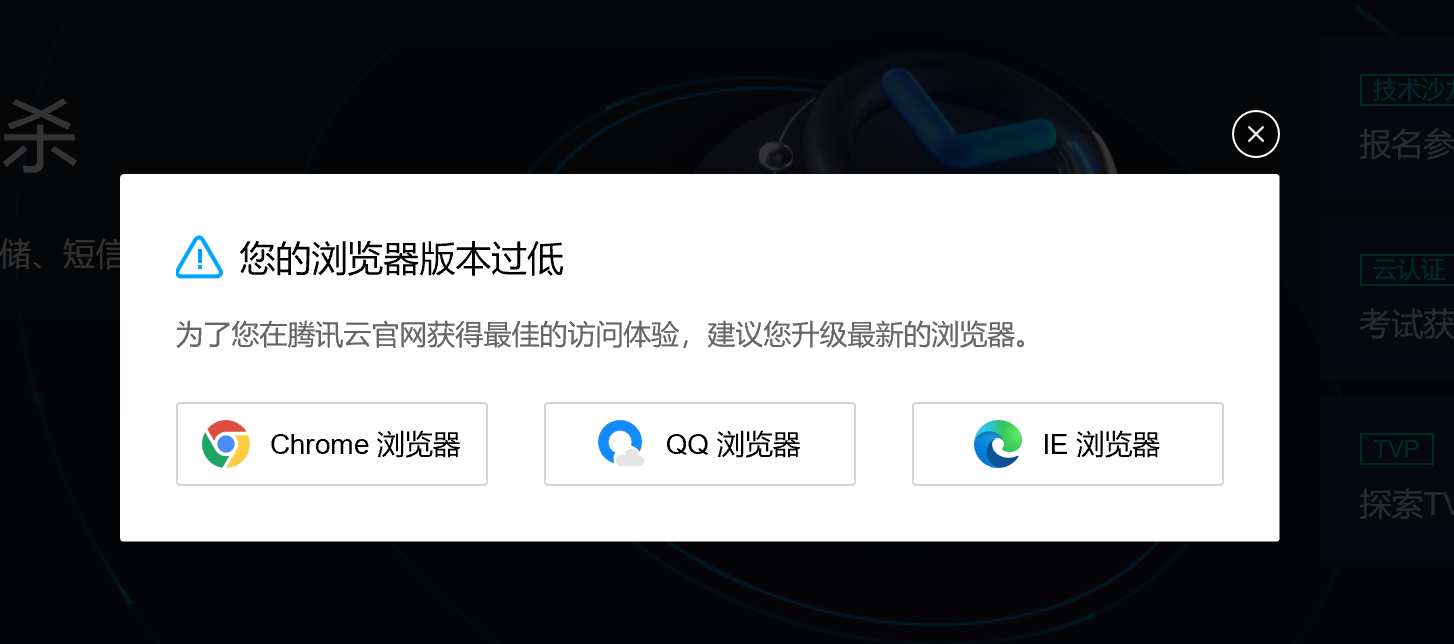 杀
技术沙
报名参
储、短信
您的浏览器版本过低
为了您在腾讯云官网获得最佳的访问体验，建议您升级最新的浏览器。
云认证
考试获
Chrome 浏览器
QQ 浏览器
IE 浏览器
TVP
探索TV